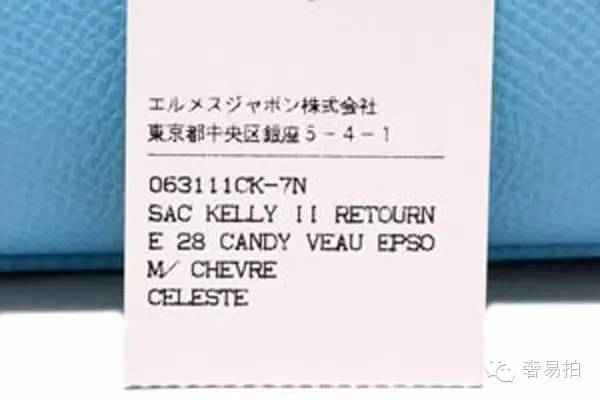 エルメスジャポン株式会社
東京都中央区銀座5-4-1
063111CK-7N
SAC KELLY II RETOURN
E 28 CANDY VEAU EPSO
M/ CHEVRE
CELESTE
奢易拍